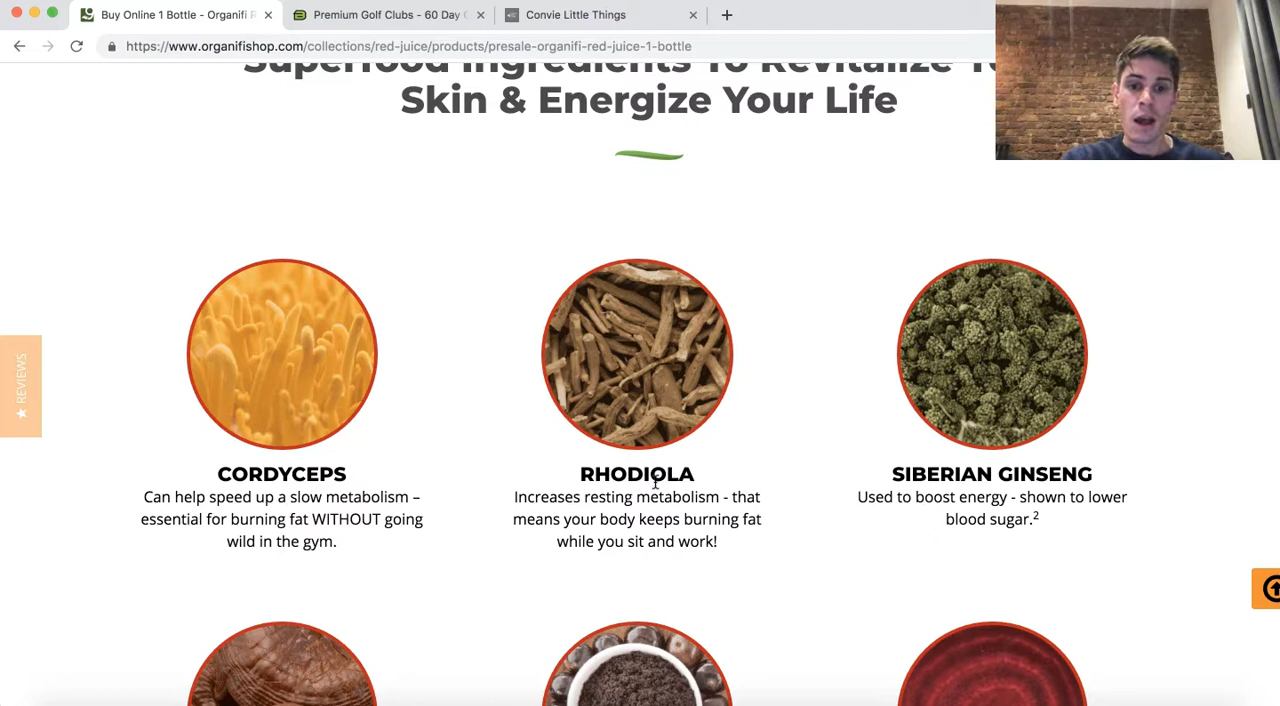 Buy Online 1 Bottle - Organifi R
Premium Golf Clubs - 60 Day
Convie Little Things
https://www.organifishop.com/collections/red-juice/products/presale-organifi-red-juice-1-bottle
Superfood Ingredients To Revitalize
Skin & Energize Your Life
★ REVIEWS
CORDYCEPS
Can help speed up a slow metabolism –
essential for burning fat WITHOUT going
wild in the gym.
RHODIOLA
Increases resting metabolism - that
means your body keeps burning fat
while you sit and work!
SIBERIAN GINSENG
Used to boost energy - shown to lower
blood sugar.2